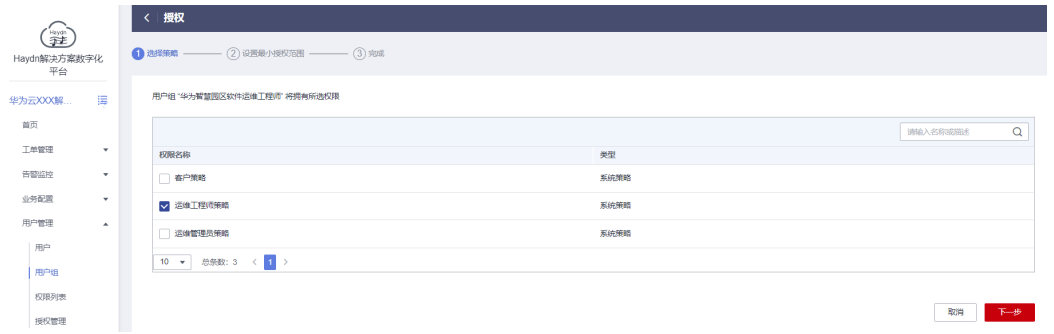 授权
Haydn
Haydn解决方案数字化
平台
1 选择策略 2 设置最小授权范围 3 完成
华为云XXX解...
首页
工单管理
告警监控
业务配置
用户管理
用户
用户组
权限列表
授权管理
用户组 “华为智慧园区软件运维工程师” 将拥有所选权限
请输入名称或描述
权限名称 类型
客户策略 系统策略
运维工程师策略 系统策略
运维管理员策略 系统策略
10 总条数: 3 < 1 >
取消 下一步